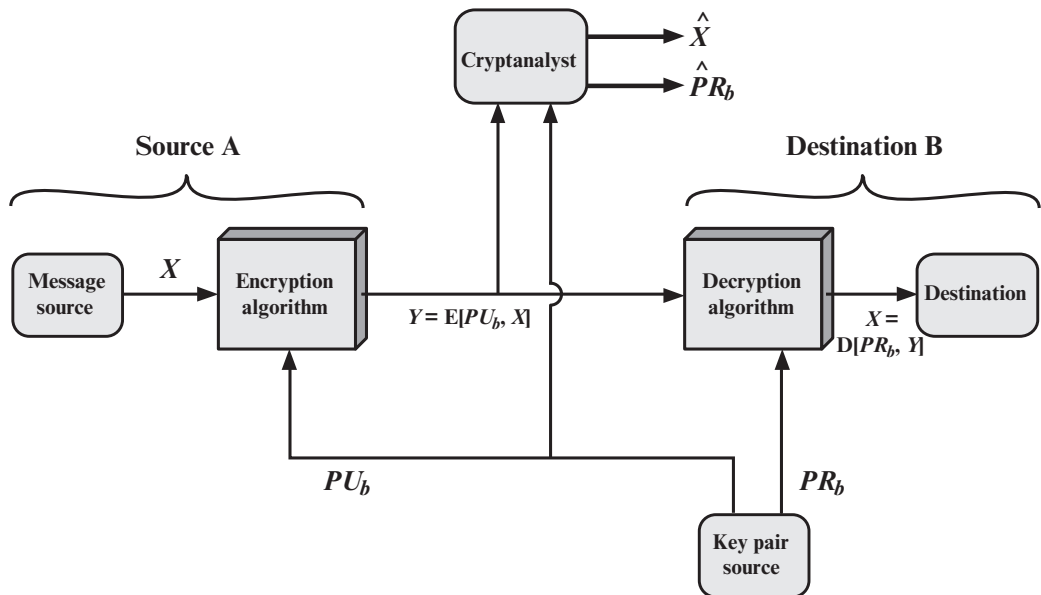 X̂
Cryptanalyst
P̂R_b
Source A
Destination B
Message
source
X
Encryption
algorithm
Y = E[PU_b, X]
Decryption
algorithm
X =
D[PR_b, Y]
Destination
PU_b
PR_b
Key pair
source